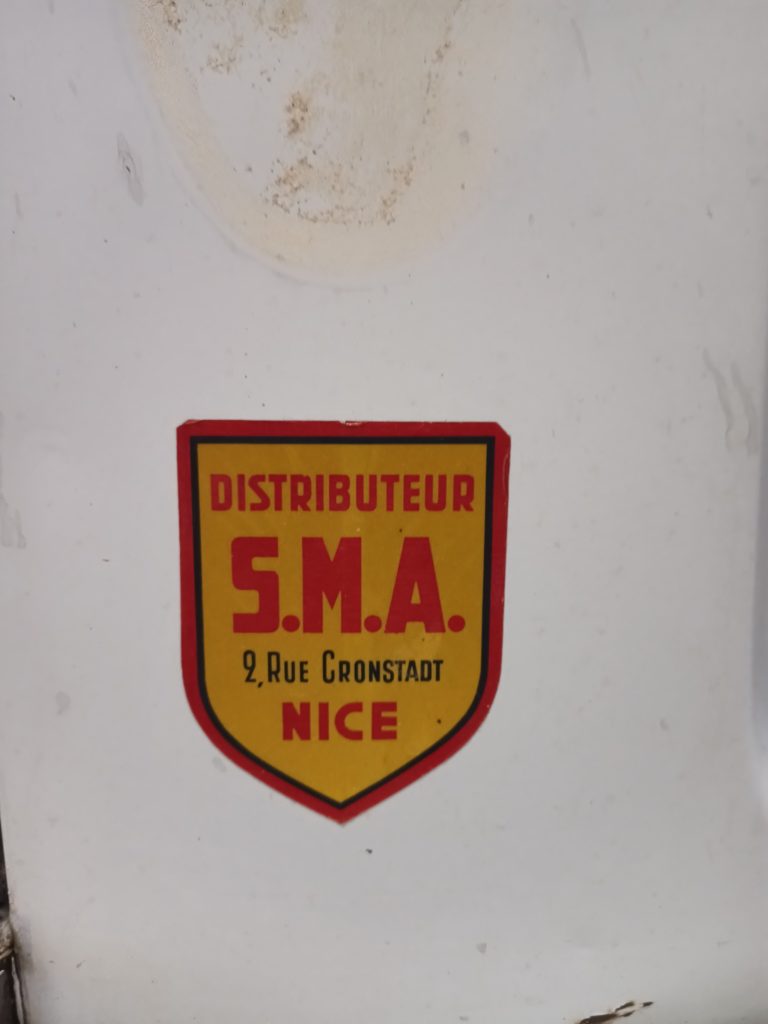 DISTRIBUTEUR
S.M.A.
2, RUE CRONSTADT
NICE